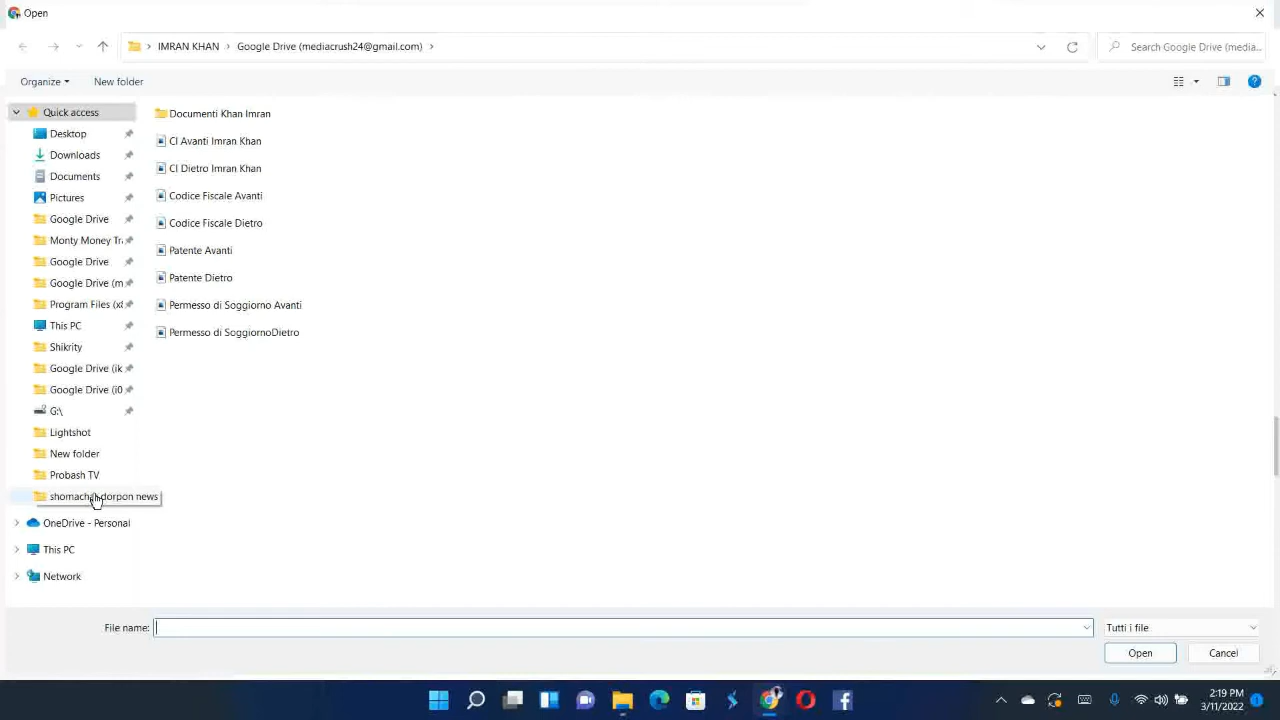 Open
IMRAN KHAN > Google Drive (mediacrush24@gmail.com) >
Search Google Drive (media...
Organize
New folder
Quick access
Desktop
Downloads
Documents
Pictures
Google Drive
Monty Money Tr
Google Drive
Google Drive (m
Program Files (x8
This PC
Shikrity
Google Drive (ik
Google Drive (i0
G:\
Lightshot
New folder
Probash TV
dorpon news
OneDrive - Personal
This PC
Network
Documenti Khan Imran
CI Avanti Imran Khan
CI Dietro Imran Khan
Codice Fiscale Avanti
Codice Fiscale Dietro
Patente Avanti
Patente Dietro
Permesso di Soggiorno Avanti
Permesso di SoggiornoDietro
File name:
Tutti i file
Open
Cancel
2:19 PM
3/11/2022